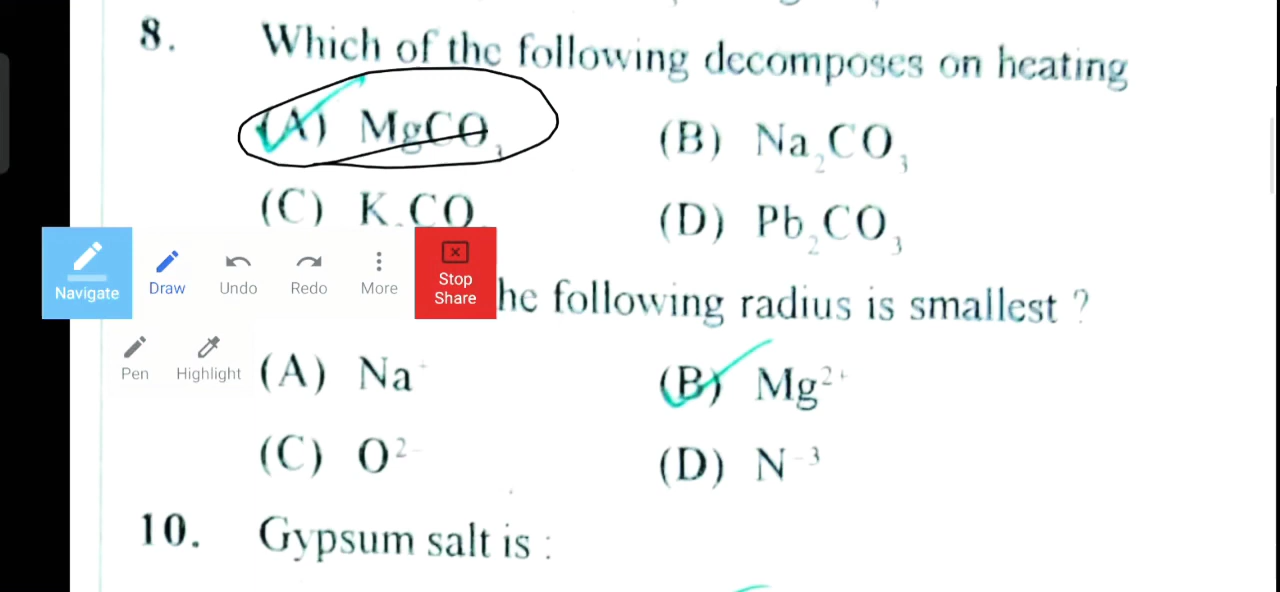 8. Which of the following decomposes on heating
(A) MgCO₃ (B) Na₂CO₃
(C) K₂CO (D) Pb₂CO₃
Navigate Draw Undo Redo More Stop Share
he following radius is smallest ?
Pen Highlight
(A) Na⁺ (B) Mg²⁺
(C) O²⁻ (D) N⁻³
10. Gypsum salt is :